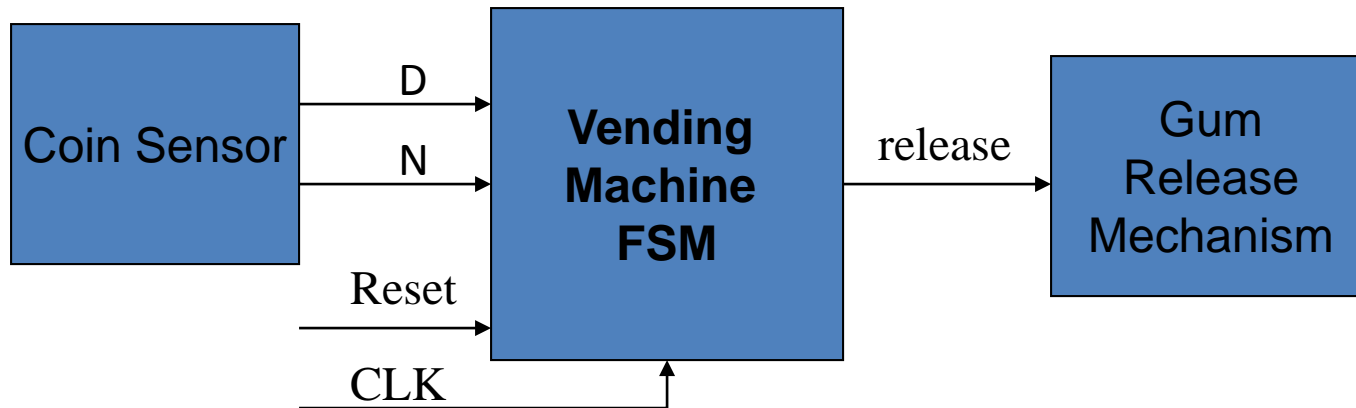 Coin Sensor
D
N
Reset
CLK
Vending
Machine
FSM
release
Gum
Release
Mechanism